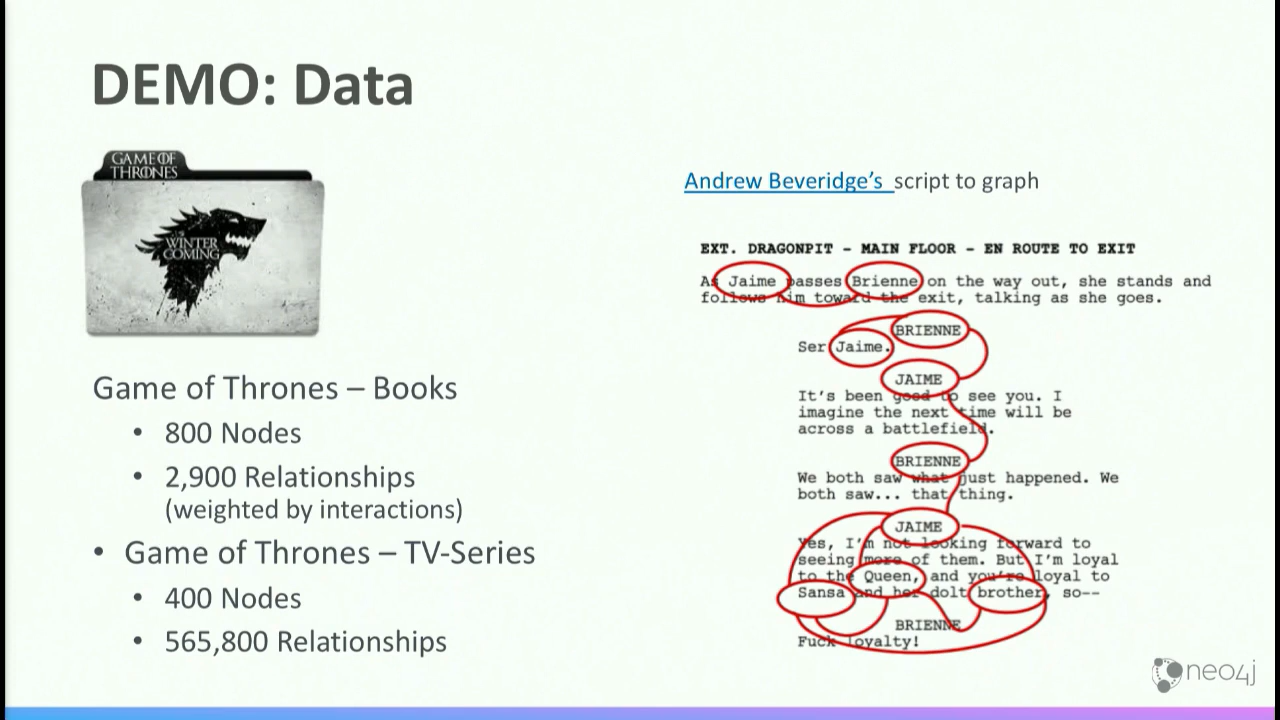 DEMO: Data
GAME OF
THRONES
WINTER
COMING
Game of Thrones – Books
• 800 Nodes
• 2,900 Relationships
(weighted by interactions)
• Game of Thrones – TV-Series
• 400 Nodes
• 565,800 Relationships
Andrew Beveridge's script to graph
EXT. DRAGONPIT – MAIN FLOOR – EN ROUTE TO EXIT
As Jaime passes Brienne on the way out, she stands and
follows him toward the exit, talking as she goes.
BRIENNE
Ser Jaime.
JAIME
It's been good to see you. I
imagine the next time will be
across a battlefield.
BRIENNE
We both saw what just happened. We
both saw... that thing.
JAIME
Yes, I'm not looking forward to
seeing more of them. But I'm loyal
to the Queen, and you're loyal to
Sansa and her dolt brother, so--
BRIENNE
Fuck loyalty!
neo4j